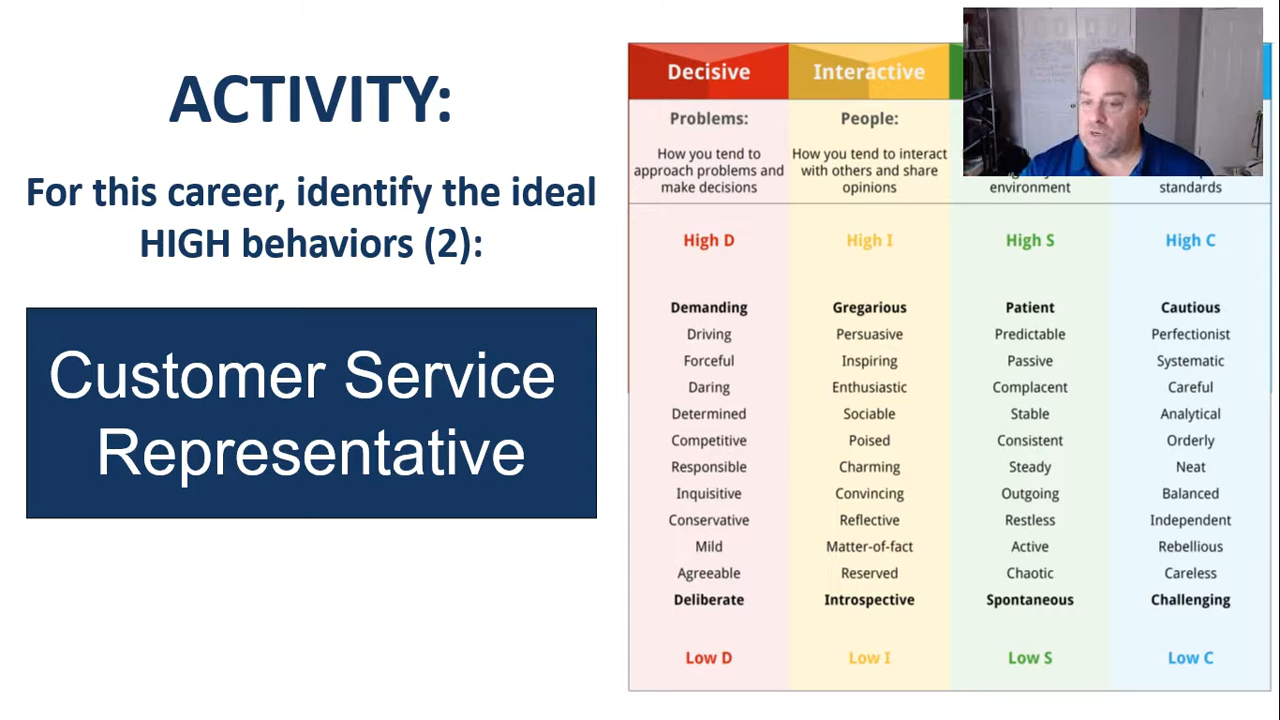 ACTIVITY:
For this career, identify the ideal
HIGH behaviors (2):
Customer Service
Representative
Decisive
Problems:
How you tend to
approach problems and
make decisions
High D
Demanding
Driving
Forceful
Daring
Determined
Competitive
Responsible
Inquisitive
Conservative
Mild
Agreeable
Deliberate
Low D
Interactive
People:
How you tend to interact
with others and share
opinions
High I
Gregarious
Persuasive
Inspiring
Enthusiastic
Sociable
Poised
Charming
Convincing
Reflective
Matter-of-fact
Reserved
Introspective
Low I
environment
High S
Patient
Predictable
Passive
Complacent
Stable
Consistent
Steady
Outgoing
Restless
Active
Chaotic
Spontaneous
Low S
standards
High C
Cautious
Perfectionist
Systematic
Careful
Analytical
Orderly
Neat
Balanced
Independent
Rebellious
Careless
Challenging
Low C